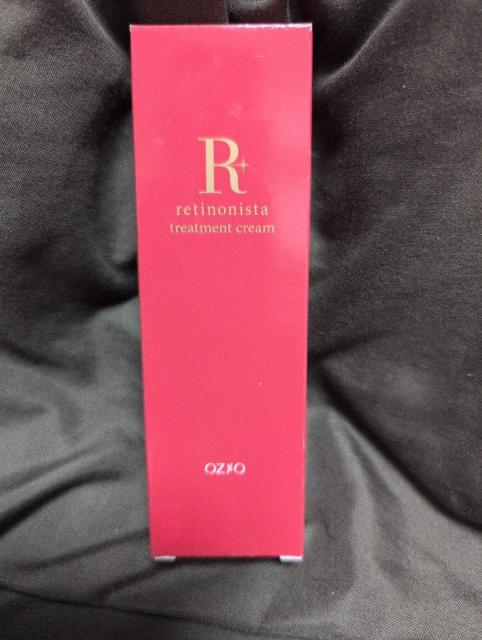 R
retinonista
treatment cream
OZIO